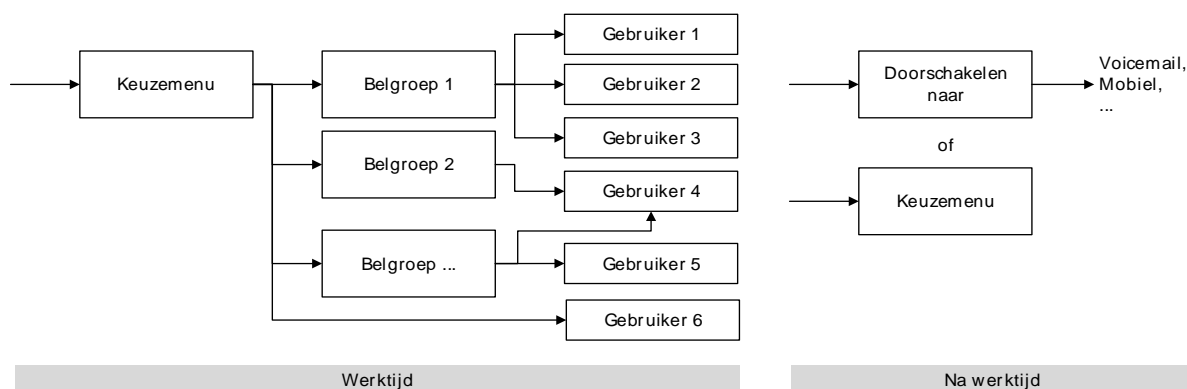 Keuzemenu
Belgroep 1
Belgroep 2
Belgroep ...
Gebruiker 1
Gebruiker 2
Gebruiker 3
Gebruiker 4
Gebruiker 5
Gebruiker 6
Werktijd
Doorschakelen
naar
Voicemail,
Mobiel,
...
of
Keuzemenu
Na werktijd